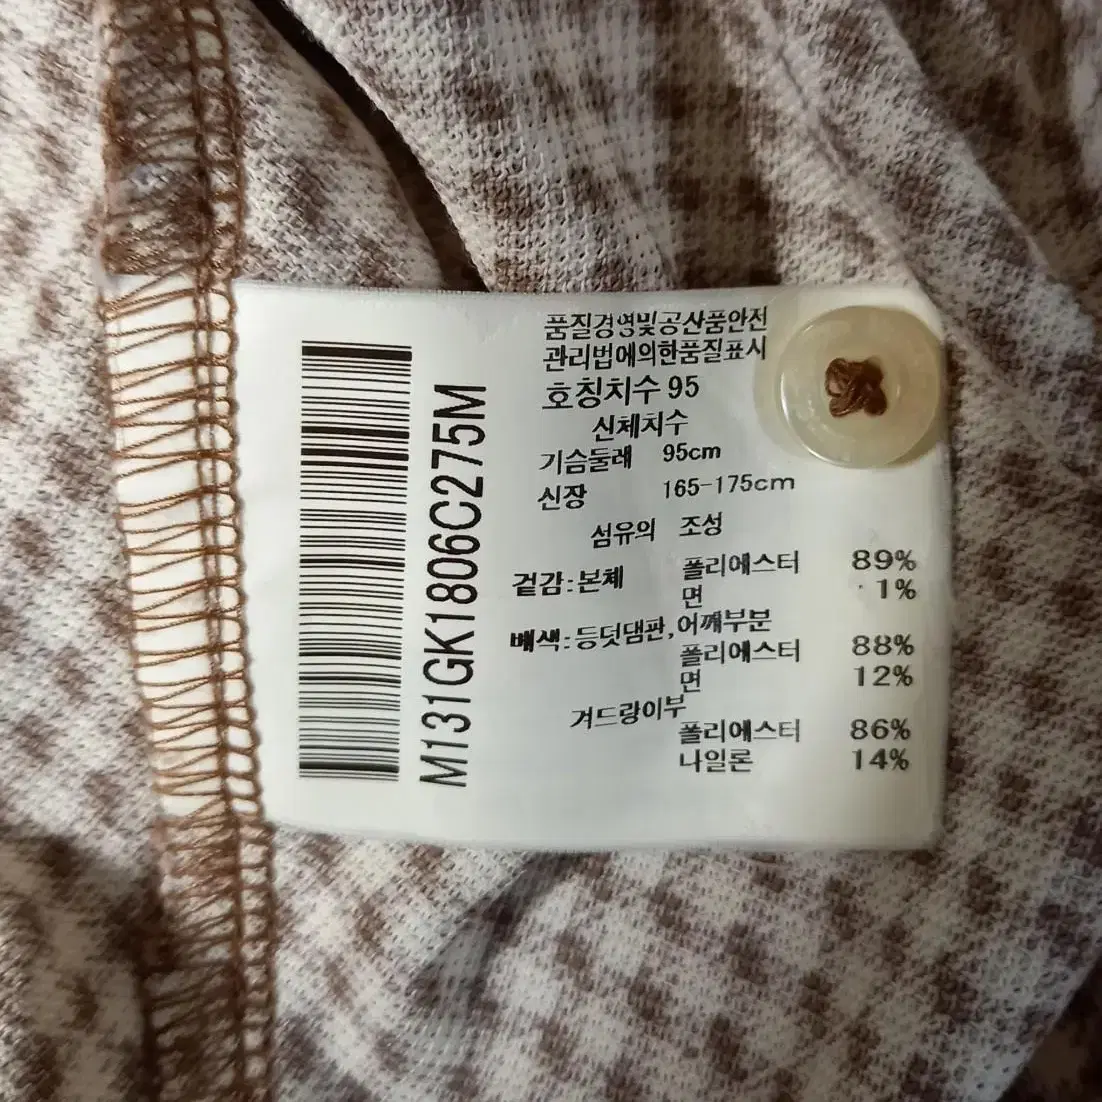 품질경영및공산품안전
관리법에의한품질표시
호칭치수 95
신체치수
기슴둘레 95cm
신장 165-175cm
섬유의 조성
겉감:본체 폴리에스터 89%
면 1%
배색:등덧댐판,어깨부분
폴리에스터 88%
면 12%
겨드랑이부
폴리에스터 86%
나일론 14%
M131GK1806C275M